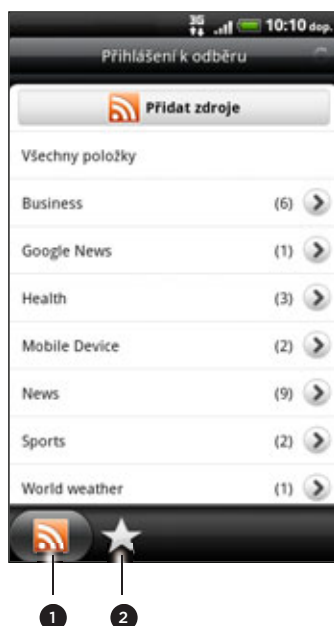 3G 10:10 dop.
Přihlášení k odběru
Přidat zdroje
Všechny položky
Business (6)
Google News (1)
Health (3)
Mobile Device (2)
News (9)
Sports (2)
World weather (1)
1 2